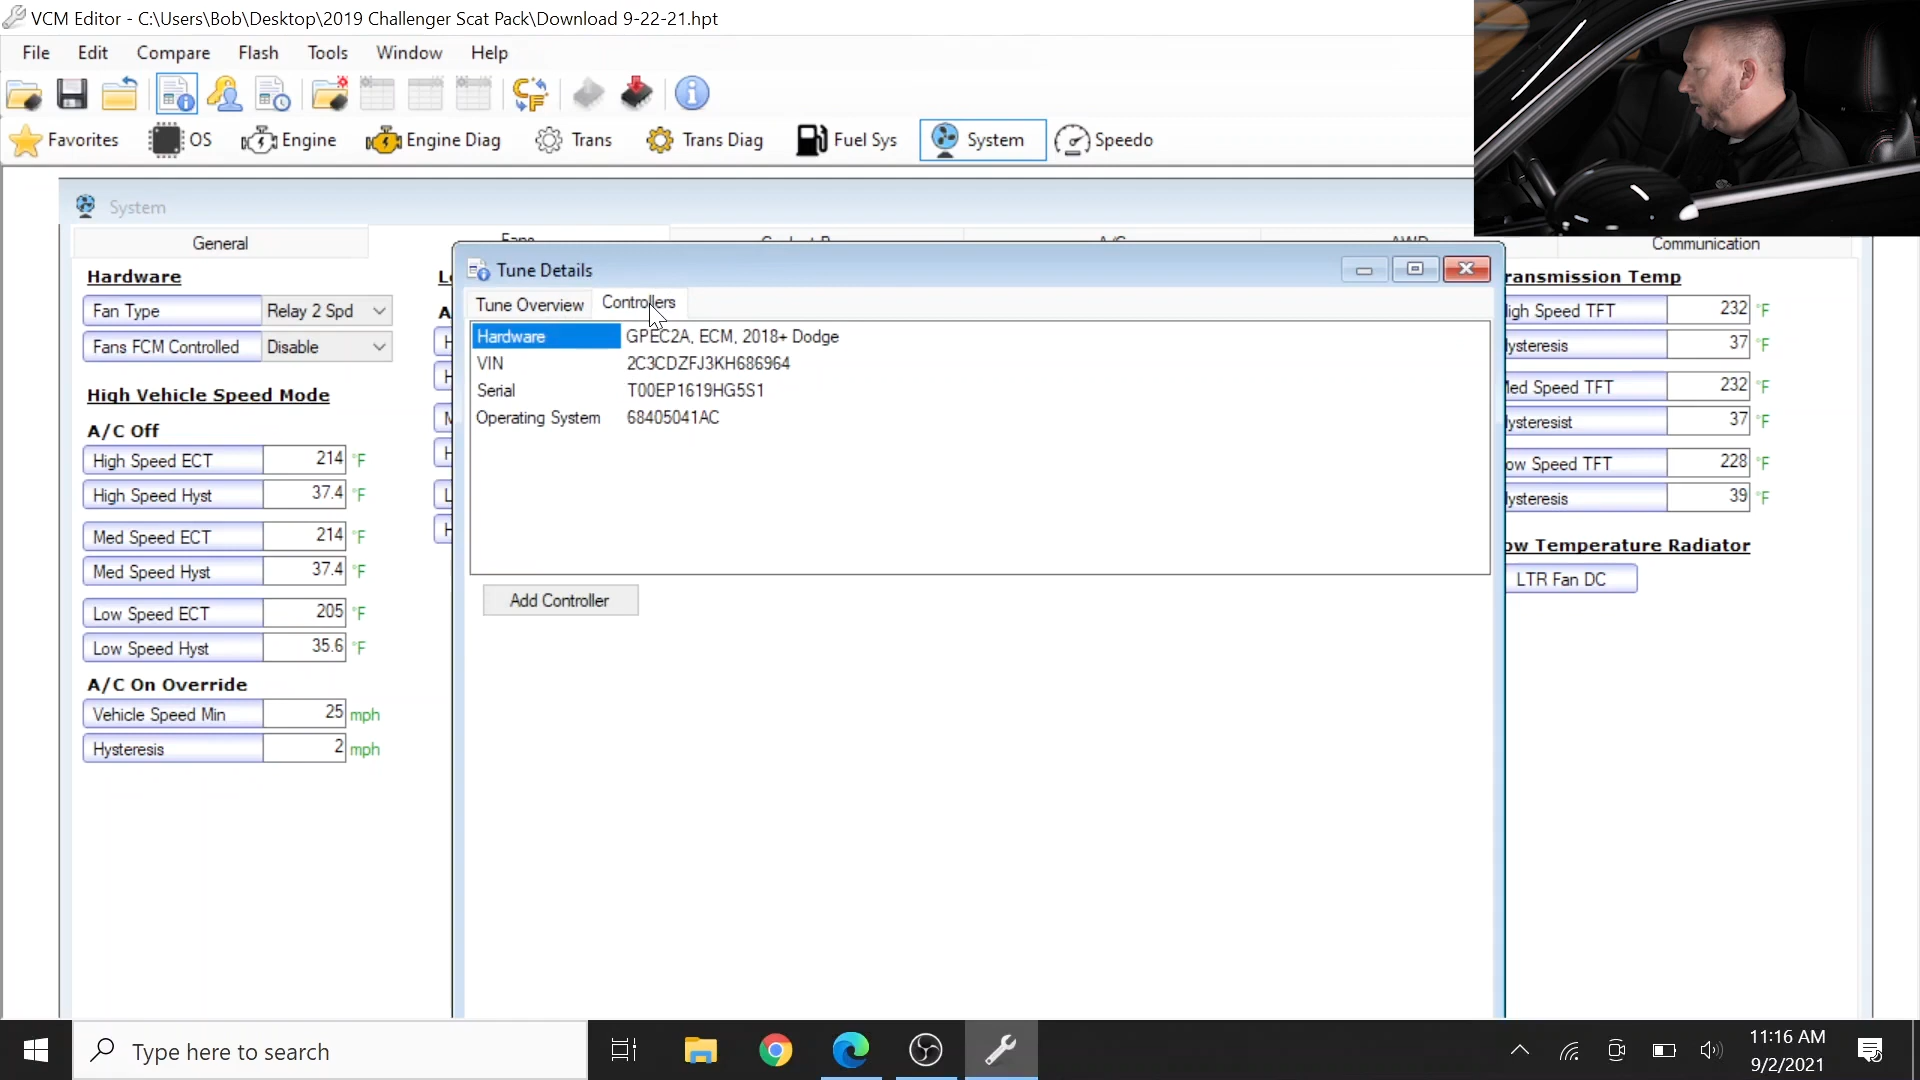 VCM Editor - C:\Users\Bob\Desktop\2019 Challenger Scat Pack\Download 9-22-21.hpt
File Edit Compare Flash Tools Window Help
Favorites OS Engine Engine Diag Trans Trans Diag Fuel Sys System Speedo
System
General Communication
Tune Details
Tune Overview Controllers
Hardware GPEC2A, ECM, 2018+ Dodge
VIN 2C3CDZFJ3KH686964
Serial T00EP1619HG5S1
Operating System 68405041AC
Add Controller
Hardware
Fan Type Relay 2 Spd
Fans FCM Controlled Disable
High Vehicle Speed Mode
A/C Off
High Speed ECT 214 °F
High Speed Hyst 37.4 °F
Med Speed ECT 214 °F
Med Speed Hyst 37.4 °F
Low Speed ECT 205 °F
Low Speed Hyst 35.6 °F
A/C On Override
Vehicle Speed Min 25 mph
Hysteresis 2 mph
ransmission Temp
igh Speed TFT 232 °F
ysteresis 37 °F
led Speed TFT 232 °F
ysteresist 37 °F
ow Speed TFT 228 °F
ysteresis 39 °F
ow Temperature Radiator
LTR Fan DC
Type here to search
11:16 AM
9/2/2021